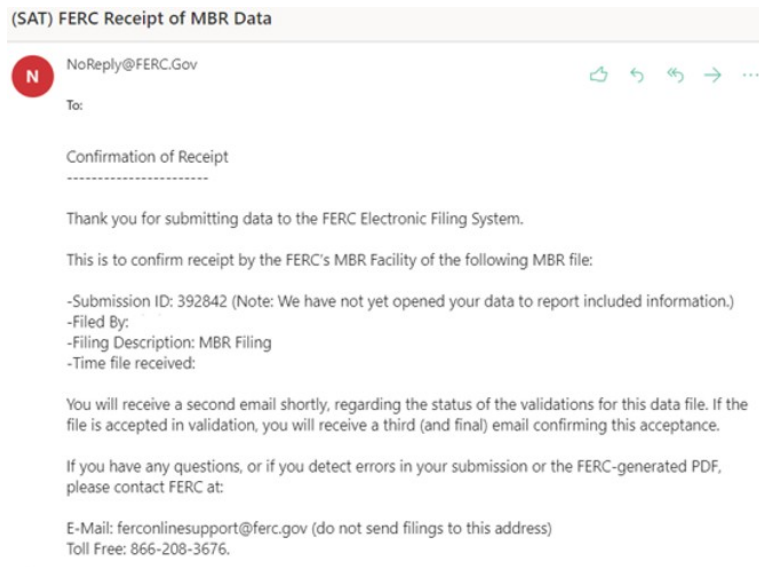 (SAT) FERC Receipt of MBR Data
N
NoReply@FERC.Gov
To:
Confirmation of Receipt
-----------------------
Thank you for submitting data to the FERC Electronic Filing System.
This is to confirm receipt by the FERC's MBR Facility of the following MBR file:
-Submission ID: 392842 (Note: We have not yet opened your data to report included information.)
-Filed By:
-Filing Description: MBR Filing
-Time file received:
You will receive a second email shortly, regarding the status of the validations for this data file. If the
file is accepted in validation, you will receive a third (and final) email confirming this acceptance.
If you have any questions, or if you detect errors in your submission or the FERC-generated PDF,
please contact FERC at:
E-Mail: ferconlinesupport@ferc.gov (do not send filings to this address)
Toll Free: 866-208-3676.